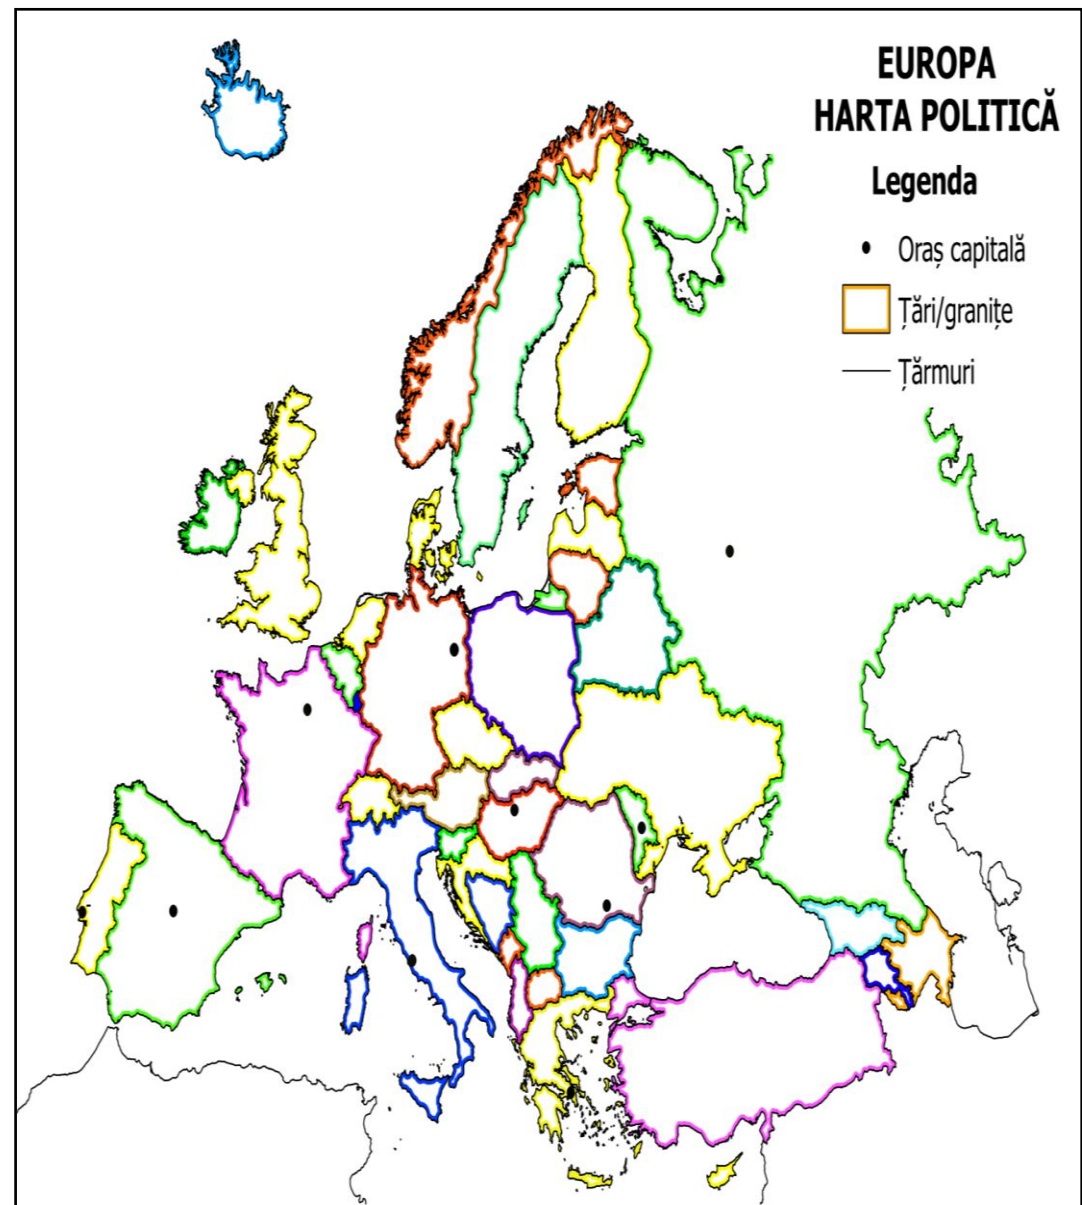 EUROPA
HARTA POLITICĂ
Legenda
Oraș capitală
Țări/granițe
Țărmuri